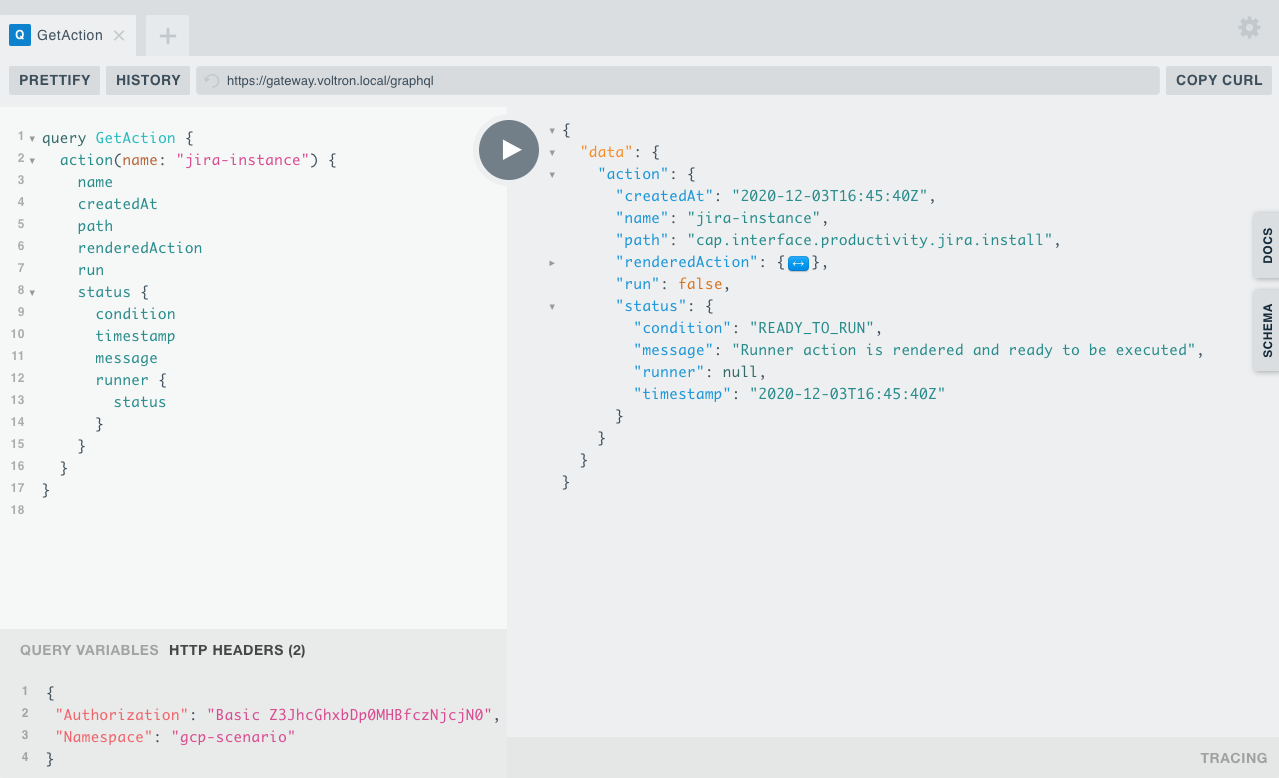 Q GetAction
PRETTIFY HISTORY https://gateway.voltron.local/graphql COPY CURL
1 query GetAction {
2 action(name: "jira-instance") {
3 name
4 createdAt
5 path
6 renderedAction
7 run
8 status {
9 condition
10 timestamp
11 message
12 runner {
13 status
14 }
15 }
16 }
17 }
18
{
"data": {
"action": {
"createdAt": "2020-12-03T16:45:40Z",
"name": "jira-instance",
"path": "cap.interface.productivity.jira.install",
"renderedAction": {↔},
"run": false,
"status": {
"condition": "READY_TO_RUN",
"message": "Runner action is rendered and ready to be executed",
"runner": null,
"timestamp": "2020-12-03T16:45:40Z"
}
}
}
}
DOCS
SCHEMA
QUERY VARIABLES HTTP HEADERS (2)
1 {
2 "Authorization": "Basic Z3JhcGhxbDp0MHBfczNjcjN0",
3 "Namespace": "gcp-scenario"
4 }
TRACING